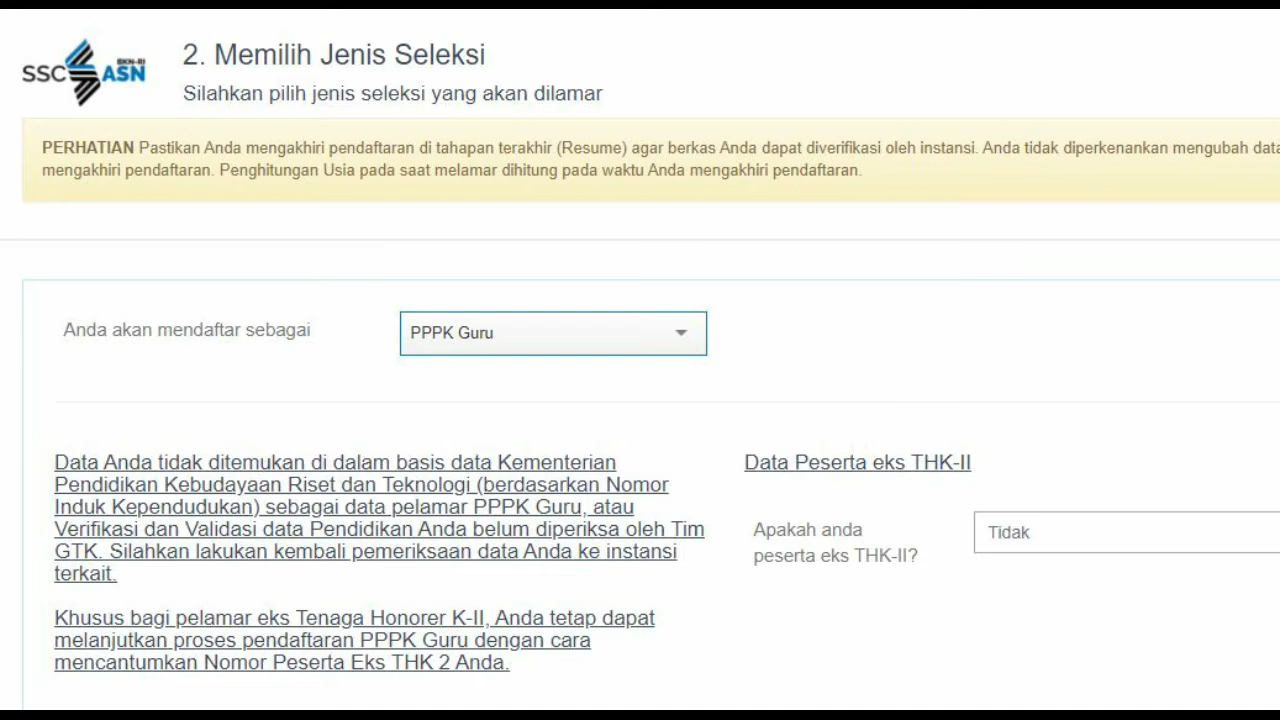 BKN-RI
SSC ASN
2. Memilih Jenis Seleksi
Silahkan pilih jenis seleksi yang akan dilamar
PERHATIAN Pastikan Anda mengakhiri pendaftaran di tahapan terakhir (Resume) agar berkas Anda dapat diverifikasi oleh instansi. Anda tidak diperkenankan mengubah data
mengakhiri pendaftaran. Penghitungan Usia pada saat melamar dihitung pada waktu Anda mengakhiri pendaftaran.
Anda akan mendaftar sebagai
PPPK Guru
Data Anda tidak ditemukan di dalam basis data Kementerian
Pendidikan Kebudayaan Riset dan Teknologi (berdasarkan Nomor
Induk Kependudukan) sebagai data pelamar PPPK Guru, atau
Verifikasi dan Validasi data Pendidikan Anda belum diperiksa oleh Tim
GTK. Silahkan lakukan kembali pemeriksaan data Anda ke instansi
terkait.
Khusus bagi pelamar eks Tenaga Honorer K-II, Anda tetap dapat
melanjutkan proses pendaftaran PPPK Guru dengan cara
mencantumkan Nomor Peserta Eks THK 2 Anda.
Data Peserta eks THK-II
Apakah anda
peserta eks THK-II?
Tidak